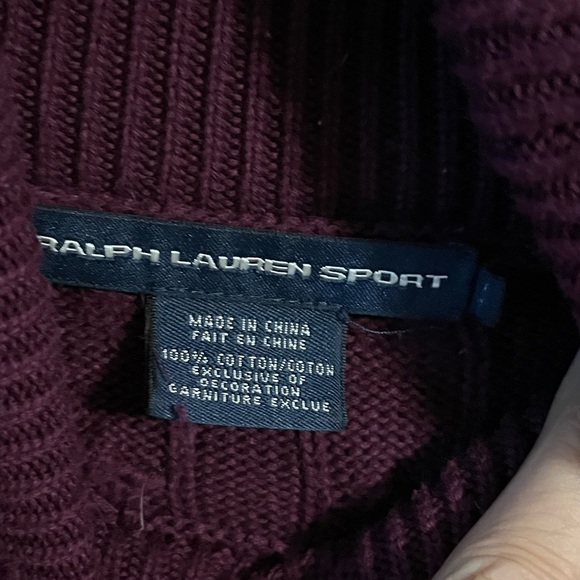 RALPH LAUREN SPORT
MADE IN CHINA
FAIT EN CHINE
100% COTTON/COTON
EXCLUSIVE OF
DECORATION
GARNITURE EXCLUE